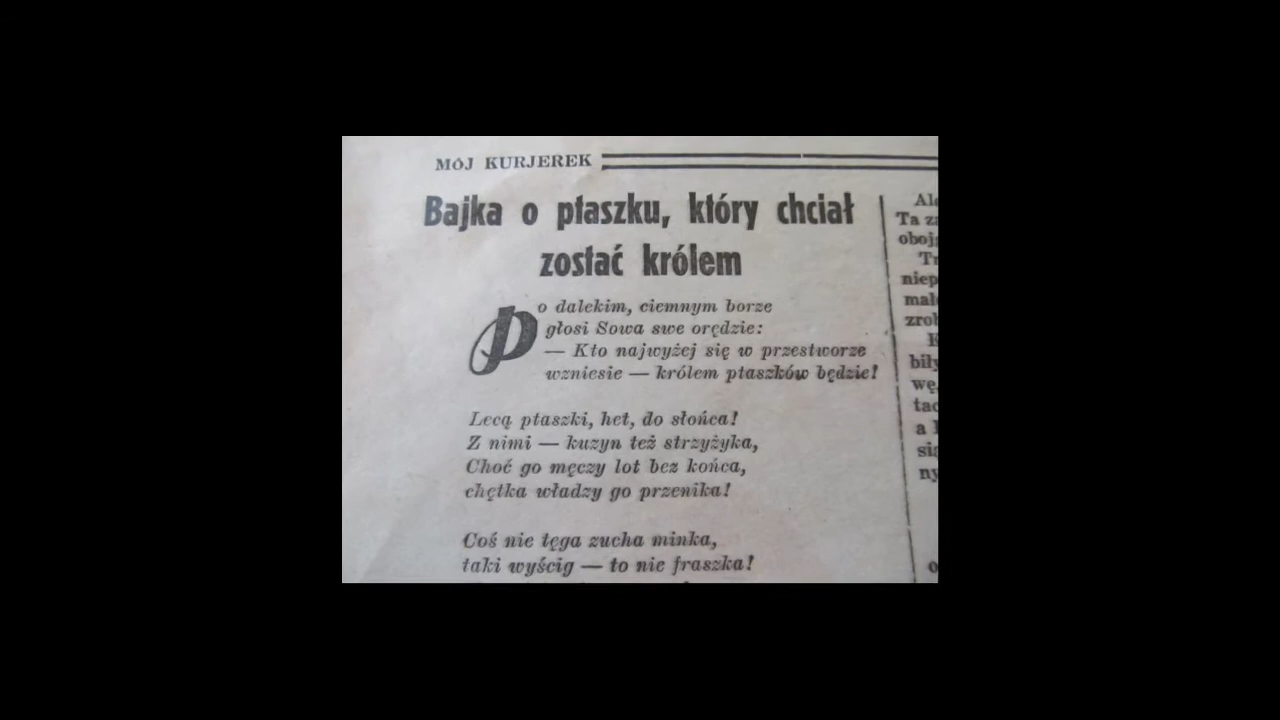 MÓJ KURJEREK
Bajka o ptaszku, który chciał
zostać królem
Po dalekim, ciemnym borze
głosi Sowa swe orędzie:
— Kto najwyżej się w przestworze
wzniesie — królem ptaszków będzie!
Lecą ptaszki, het, do słońca!
Z nimi — kuzyn też strzyżyka,
Choć go męczy lot bez końca,
chętka władzy go przenika!
Coś nie tęga zucha minka,
taki wyścig — to nie fraszka!
Ta
a